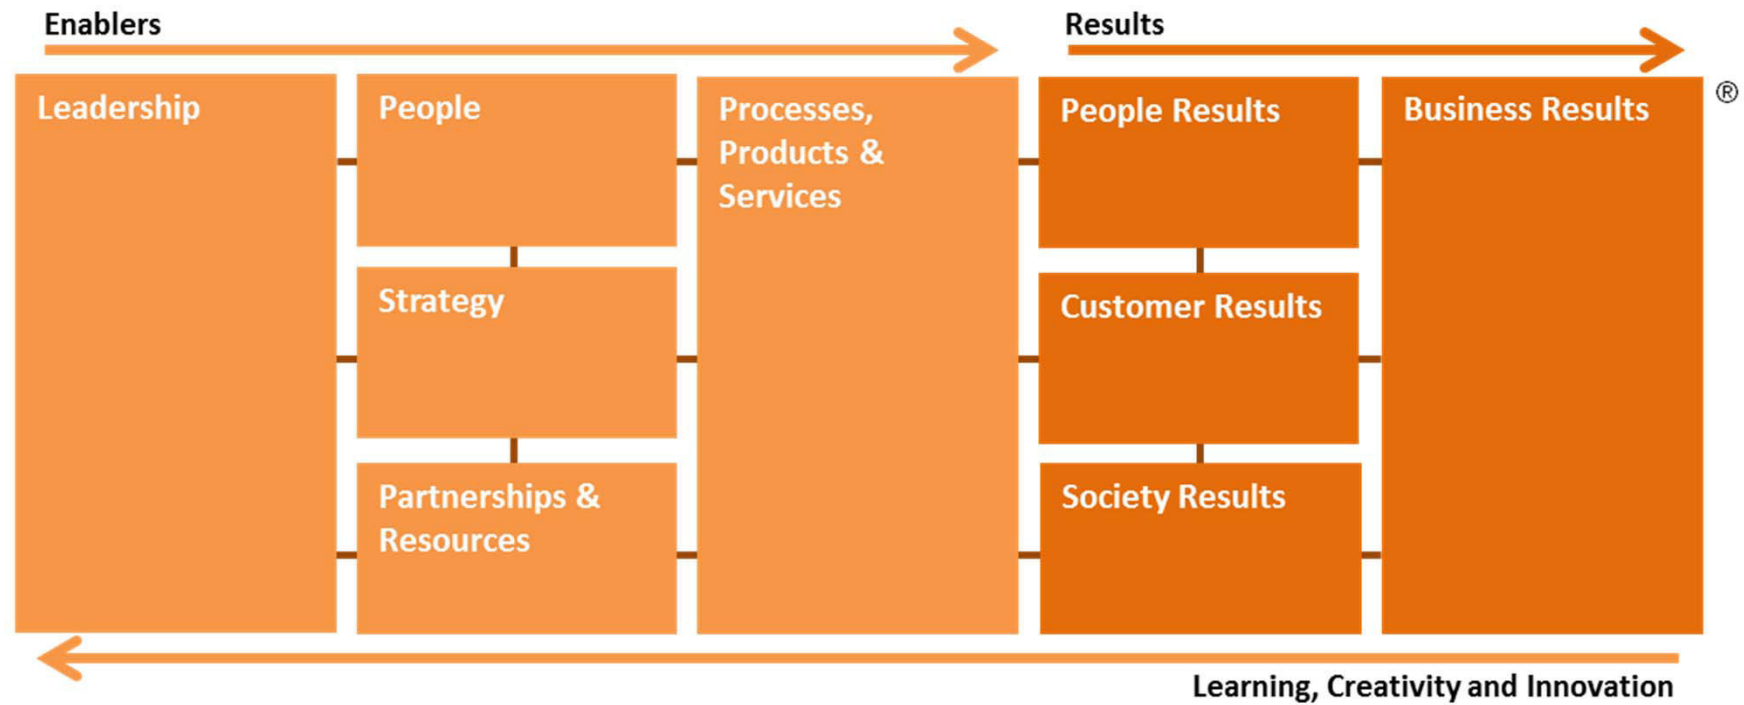 Enablers
Results
Leadership
People
Processes,
Products &
Services
People Results
Business Results
®
Strategy
Customer Results
Partnerships &
Resources
Society Results
Learning, Creativity and Innovation